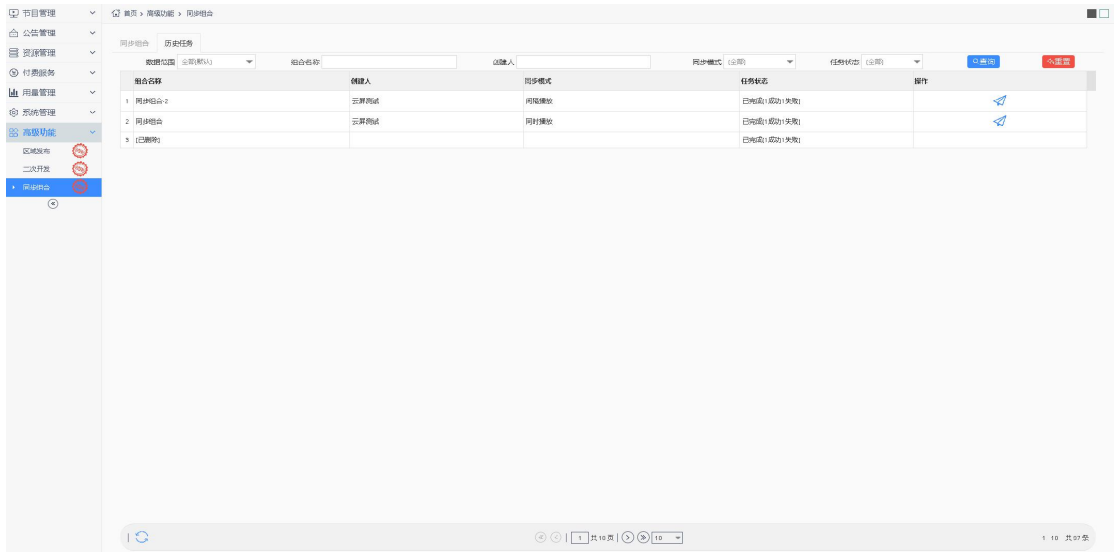 节目管理
公告管理
资源管理
付费服务
用量管理
系统管理
高级功能
区域发布
二次开发
同步组合
首页 > 高级功能 > 同步组合
同步组合 历史任务
数据范围 全部(默认) 组合名称 创建人 同步模式 (全部) 任务状态 (全部) 查询 重置
组合名称 创建人 同步模式 任务状态 操作
1 同步组合-2 云屏测试 间隔播放 已完成[1成功1失败]
2 同步组合 云屏测试 同时播放 已完成[1成功1失败]
3 [已删除] 已完成[1成功1失败]
1 共10页 10
1 10 共97条